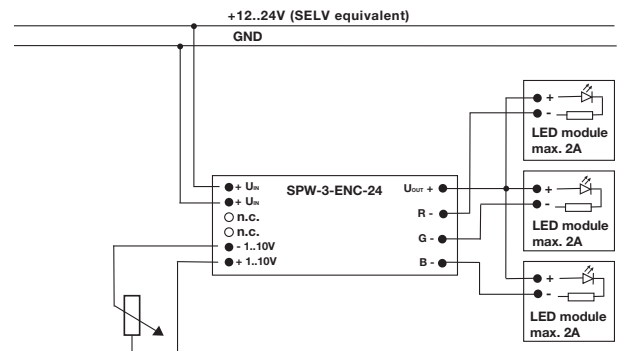 +12..24V (SELV equivalent)
GND
+ UIN
+ UIN
n.c.
n.c.
- 1..10V
+ 1..10V
SPW-3-ENC-24
UOUT +
R -
G -
B -
+
-
LED module
max. 2A
+
-
LED module
max. 2A
+
-
LED module
max. 2A